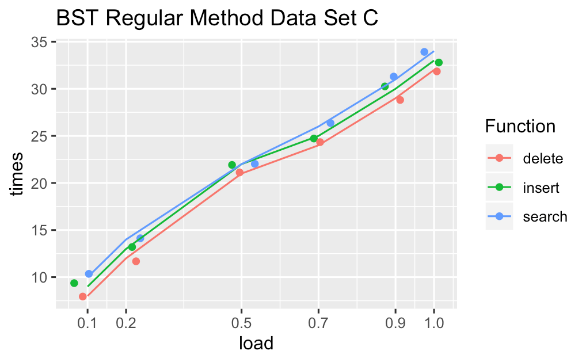 BST Regular Method Data Set C
35
30
25
20
15
10
times
0.1 0.2 0.5 0.7 0.9 1.0
load
Function
delete
insert
search